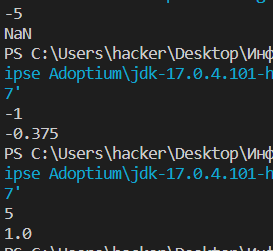 -5
NaN
PS C:\Users\hacker\Desktop\Инф
ipse Adoptium\jdk-17.0.4.101-h
7'
-1
-0.375
PS C:\Users\hacker\Desktop\Инф
ipse Adoptium\jdk-17.0.4.101-h
7'
5
1.0